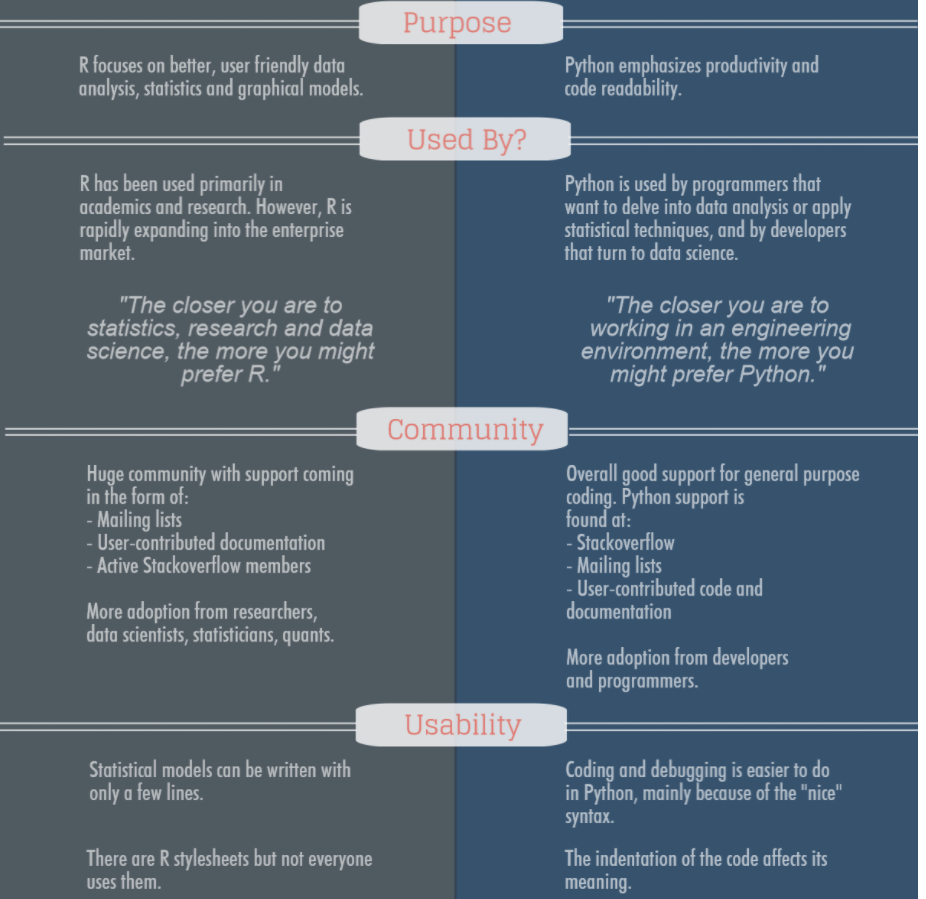 Purpose
R focuses on better, user friendly data
analysis, statistics and graphical models.
Python emphasizes productivity and
code readability.
Used By?
R has been used primarily in
academics and research. However, R is
rapidly expanding into the enterprise
market.
"The closer you are to
statistics, research and data
science, the more you might
prefer R."
Python is used by programmers that
want to delve into data analysis or apply
statistical techniques, and by developers
that turn to data science.
"The closer you are to
working in an engineering
environment, the more you
might prefer Python."
Community
Huge community with support coming
in the form of:
- Mailing lists
- User-contributed documentation
- Active Stackoverflow members
More adoption from researchers,
data scientists, statisticians, quants.
Overall good support for general purpose
coding. Python support is
found at:
- Stackoverflow
- Mailing lists
- User-contributed code and
documentation
More adoption from developers
and programmers.
Usability
Statistical models can be written with
only a few lines.
There are R stylesheets but not everyone
uses them.
Coding and debugging is easier to do
in Python, mainly because of the "nice"
syntax.
The indentation of the code affects its
meaning.